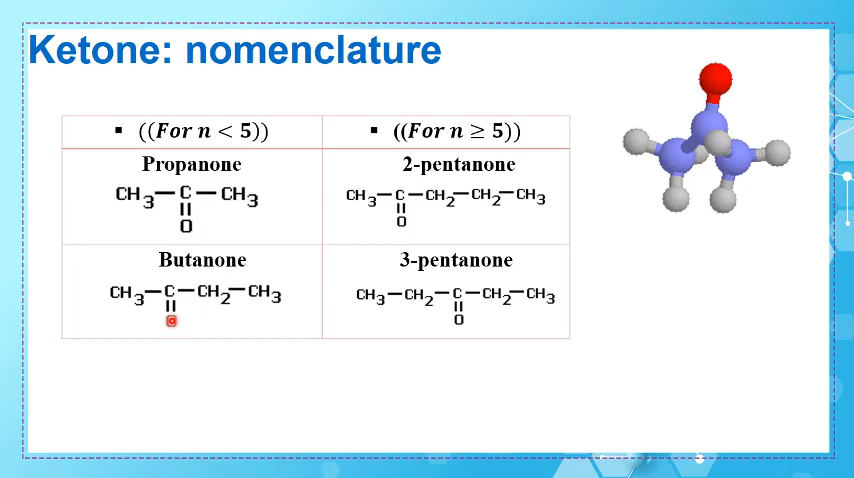 Ketone: nomenclature
▪ ((For n < 5))
▪ ((For n ≥ 5))
Propanone
CH3—C—CH3
O
2-pentanone
CH3—C—CH2—CH2—CH3
O
Butanone
CH3—C—CH2—CH3
O
3-pentanone
CH3—CH2—C—CH2—CH3
O